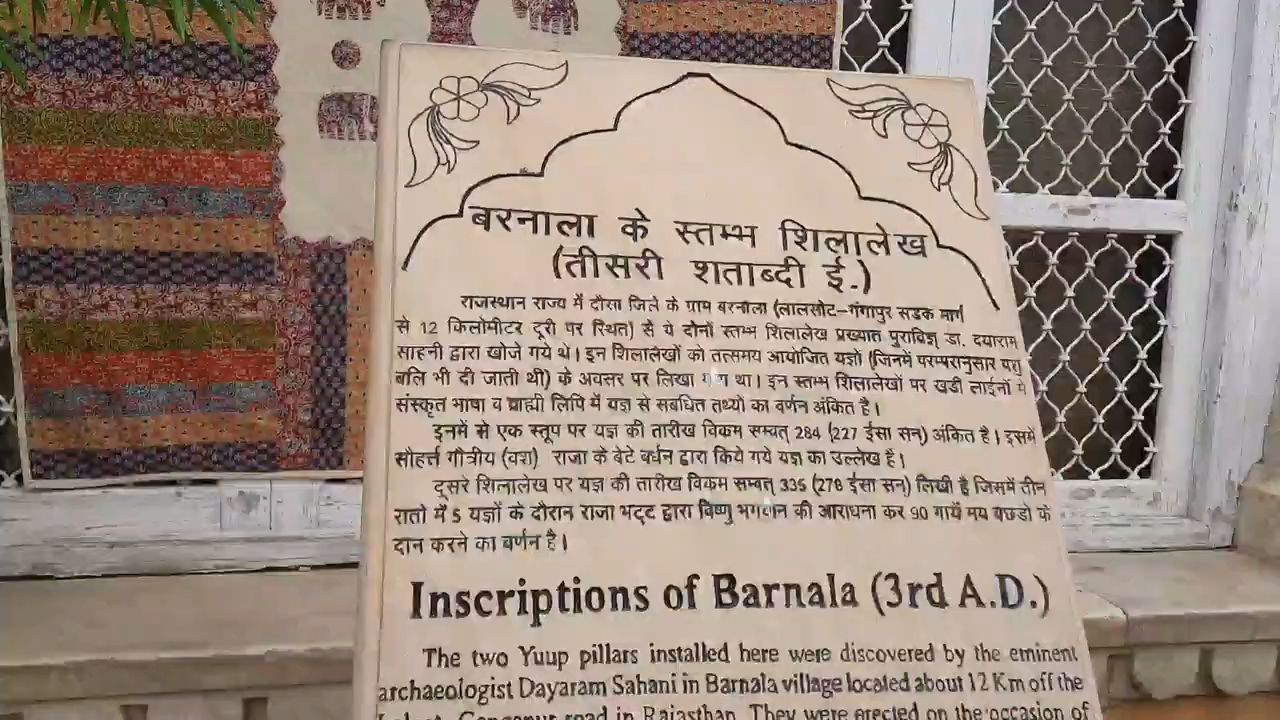 बरनाला के स्तम्भ शिलालेख
(तीसरी शताब्दी ई.)
राजस्थान राज्य में दौसा जिले के ग्राम बरनाला (लालसोट-गंगापुर सडक मार्ग
से 12 किलोमीटर दूरी पर स्थित) से ये दोनों स्तम्भ शिलालेख प्रख्यात पुराविज्ञ डा. दयाराम
साहनी द्वारा खोजे गये थे। इन शिलालेखों को तत्समय आयोजित यज्ञों (जिनमें परम्परानुसार पशु
बलि भी दी जाती थी) के अवसर पर लिखा गया था। इन स्तम्भ शिलालेखों पर खडी लाईनों में
संस्कृत भाषा व ब्राह्मी लिपि में यज्ञ से सबधित तथ्यों का वर्णन अंकित है।
इनमें से एक स्तूप पर यज्ञ की तारीख विकम सम्वत् 284 (227 ईसा सन) अंकित है। इसमें
सौहर्त्त गौत्रीय (वश) राजा के बेटे वर्धन द्वारा किये गये यज्ञ का उल्लेख है।
दूसरे शिलालेख पर यज्ञ की तारीख विकम सम्वत् 335 (278 ईसा सन) लिखी है जिसमें तीन
रातो में 5 यज्ञों के दौरान राजा भट्ट द्वारा विष्णु भगवान की आराधना कर 90 गायें मय बछडो के
दान करने का वर्णन है।
Inscriptions of Barnala (3rd A.D.)
The two Yuup pillars installed here were discovered by the eminent
archaeologist Dayaram Sahani in Barnala village located about 12 Km off the
road in Rajasthan. They were erected on the occasion of